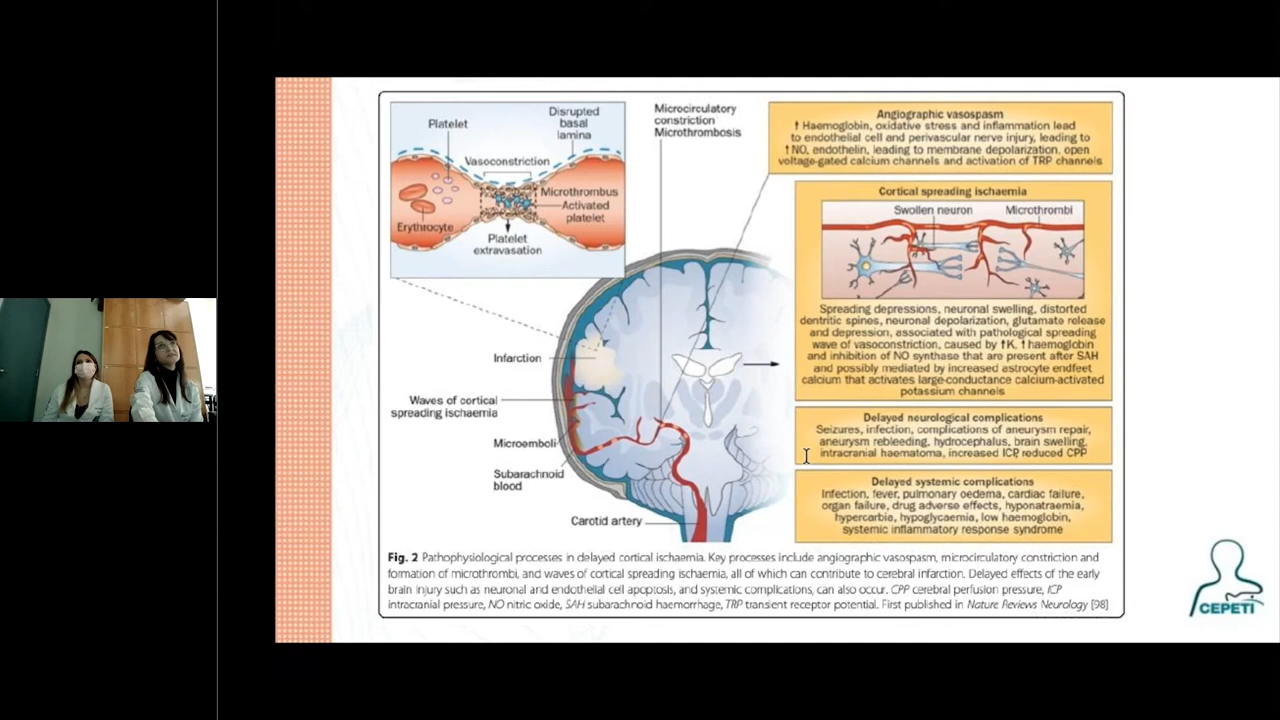 Platelet
Disrupted
basal
lamina
Vasoconstriction
Microthrombus
Activated
platelet
Erythrocyte
Platelet
extravasation
Microcirculatory
constriction
Microthrombosis
Infarction
Waves of cortical
spreading ischaemia
Microemboli
Subarachnoid
blood
Carotid artery
Angiographic vasospasm
↑ Haemoglobin, oxidative stress and inflammation lead
to endothelial cell and perivascular nerve injury, leading to
↑NO, endothelin, leading to membrane depolarization, open
voltage-gated calcium channels and activation of TRP channels
Cortical spreading ischaemia
Swollen neuron
Microthrombi
Spreading depressions, neuronal swelling, distorted
dentritic spines, neuronal depolarization, glutamate release
and depression, associated with pathological spreading
wave of vasoconstriction, caused by ↑K, ↑haemoglobin
and inhibition of NO synthase that are present after SAH
and possibly mediated by increased astrocyte endfeet
calcium that activates large-conductance calcium-activated
potassium channels
Delayed neurological complications
Seizures, infection, complications of aneurysm repair,
aneurysm rebleeding, hydrocephalus, brain swelling,
intracranial haematoma, increased ICP, reduced CPP
Delayed systemic complications
Infection, fever, pulmonary oedema, cardiac failure,
organ failure, drug adverse effects, hyponatraemia,
hypercarbia, hypoglycaemia, low haemoglobin,
systemic inflammatory response syndrome
Fig. 2 Pathophysiological processes in delayed cortical ischaemia. Key processes include angiographic vasospasm, microcirculatory constriction and
formation of microthrombi, and waves of cortical spreading ischaemia, all of which can contribute to cerebral infarction. Delayed effects of the early
brain injury such as neuronal and endothelial cell apoptosis, and systemic complications, can also occur. CPP cerebral perfusion pressure, ICP
intracranial pressure, NO nitric oxide, SAH subarachnoid haemorrhage, TRP transient receptor potential. First published in Nature Reviews Neurology [98]
CEPETI